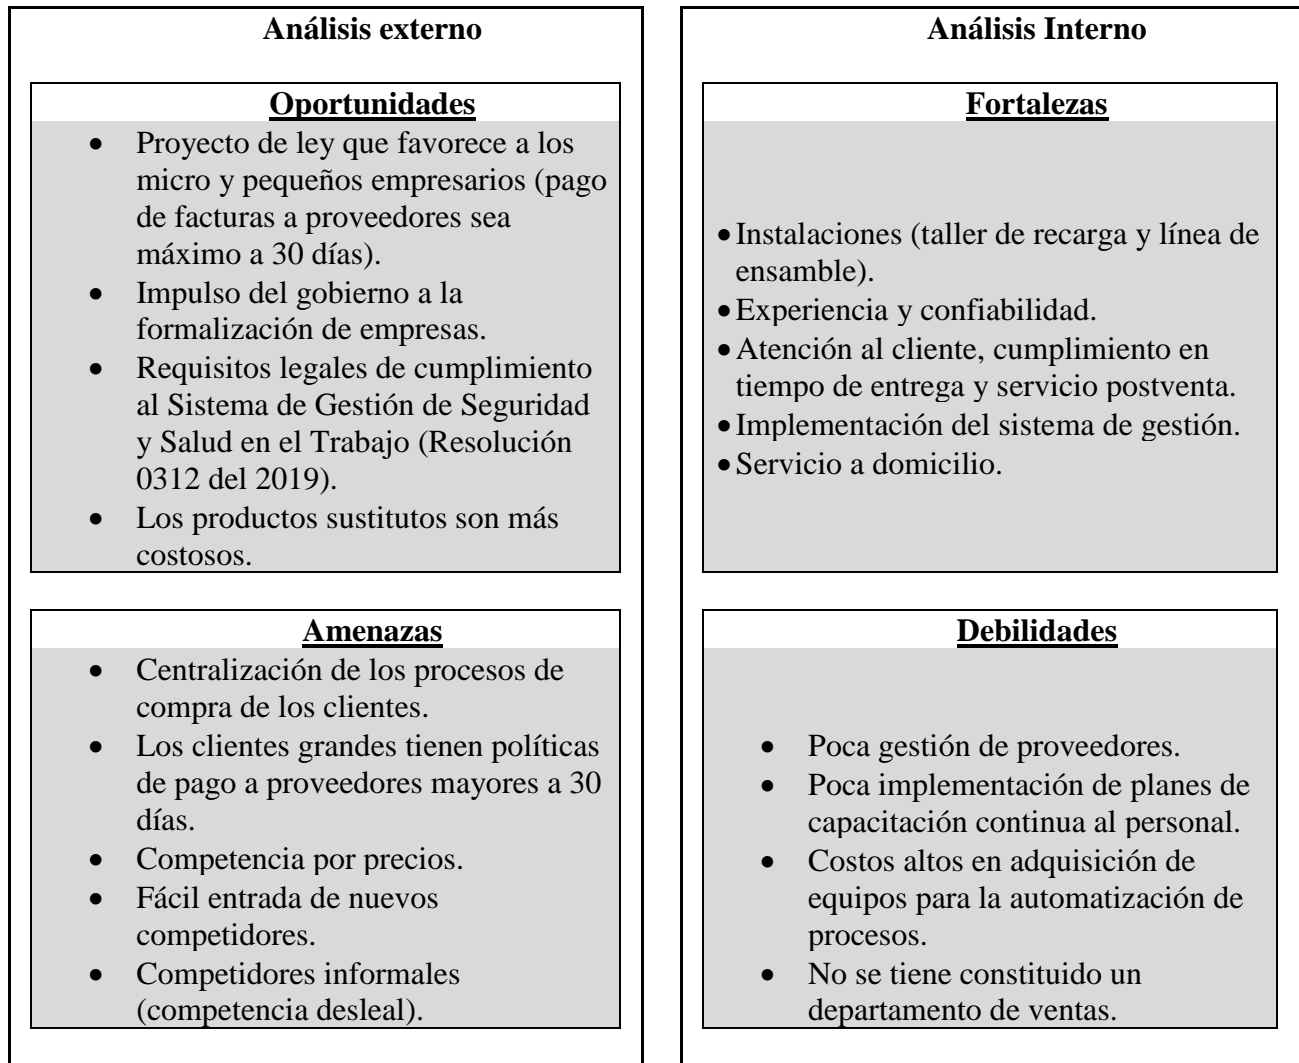 Análisis externo
Oportunidades
• Proyecto de ley que favorece a los
micro y pequeños empresarios (pago
de facturas a proveedores sea
máximo a 30 días).
• Impulso del gobierno a la
formalización de empresas.
• Requisitos legales de cumplimiento
al Sistema de Gestión de Seguridad
y Salud en el Trabajo (Resolución
0312 del 2019).
• Los productos sustitutos son más
costosos.
Amenazas
• Centralización de los procesos de
compra de los clientes.
• Los clientes grandes tienen políticas
de pago a proveedores mayores a 30
días.
• Competencia por precios.
• Fácil entrada de nuevos
competidores.
• Competidores informales
(competencia desleal).
Análisis Interno
Fortalezas
• Instalaciones (taller de recarga y línea de
ensamble).
• Experiencia y confiabilidad.
• Atención al cliente, cumplimiento en
tiempo de entrega y servicio postventa.
• Implementación del sistema de gestión.
• Servicio a domicilio.
Debilidades
• Poca gestión de proveedores.
• Poca implementación de planes de
capacitación continua al personal.
• Costos altos en adquisición de
equipos para la automatización de
procesos.
• No se tiene constituido un
departamento de ventas.